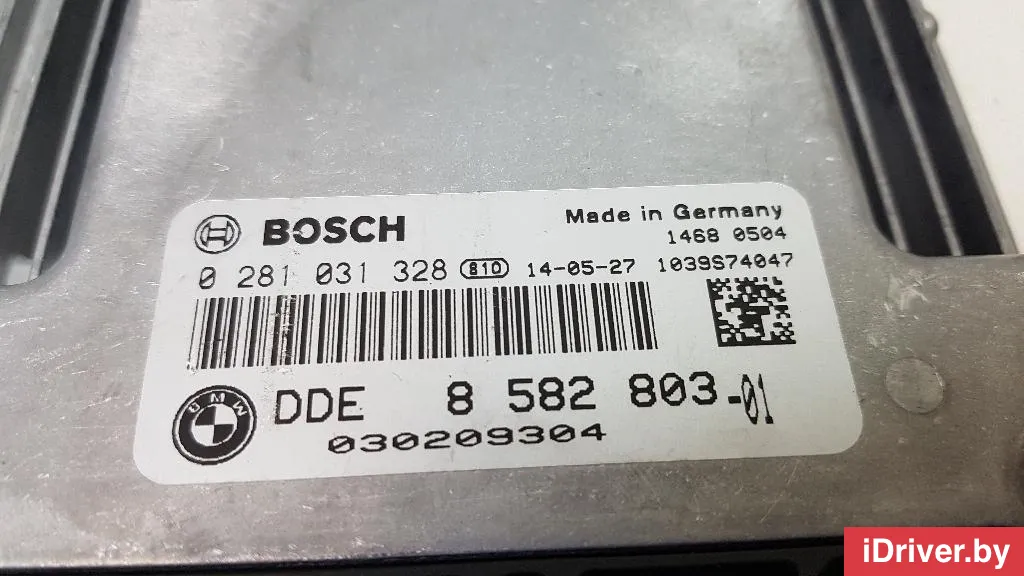 BOSCH
Made in Germany
1468 0504
0 281 031 328 810 14-05-27 1039S74047
BMW
DDE 8 582 803-01
030209304
iDriver.by